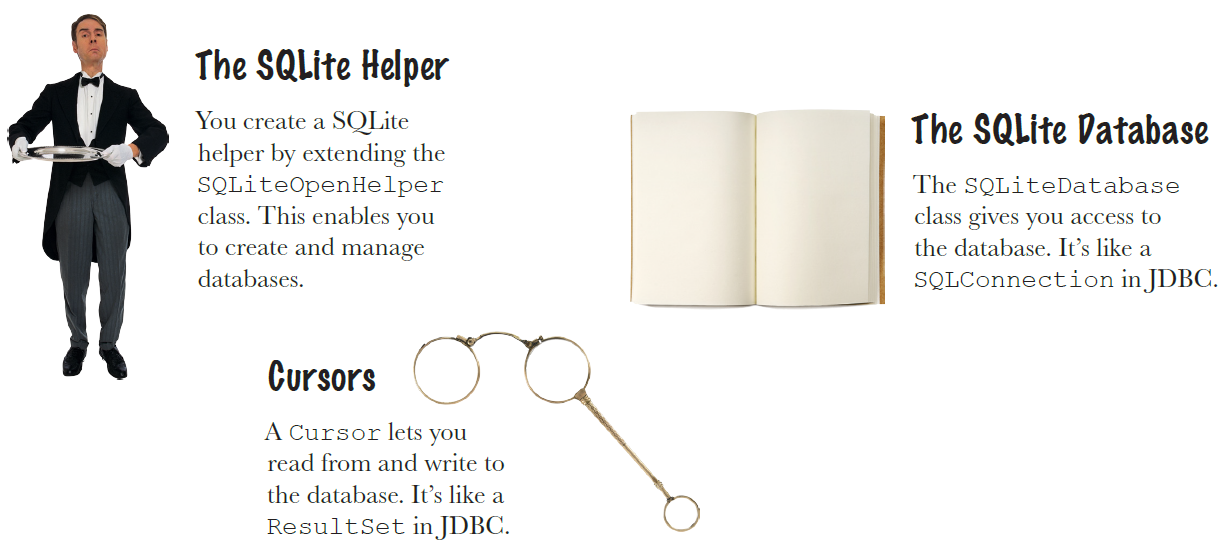 The SQLite Helper
You create a SQLite
helper by extending the
SQLiteOpenHelper
class. This enables you
to create and manage
databases.
The SQLite Database
The SQLiteDatabase
class gives you access to
the database. It’s like a
SQLConnection in JDBC.
Cursors
A Cursor lets you
read from and write to
the database. It’s like a
ResultSet in JDBC.